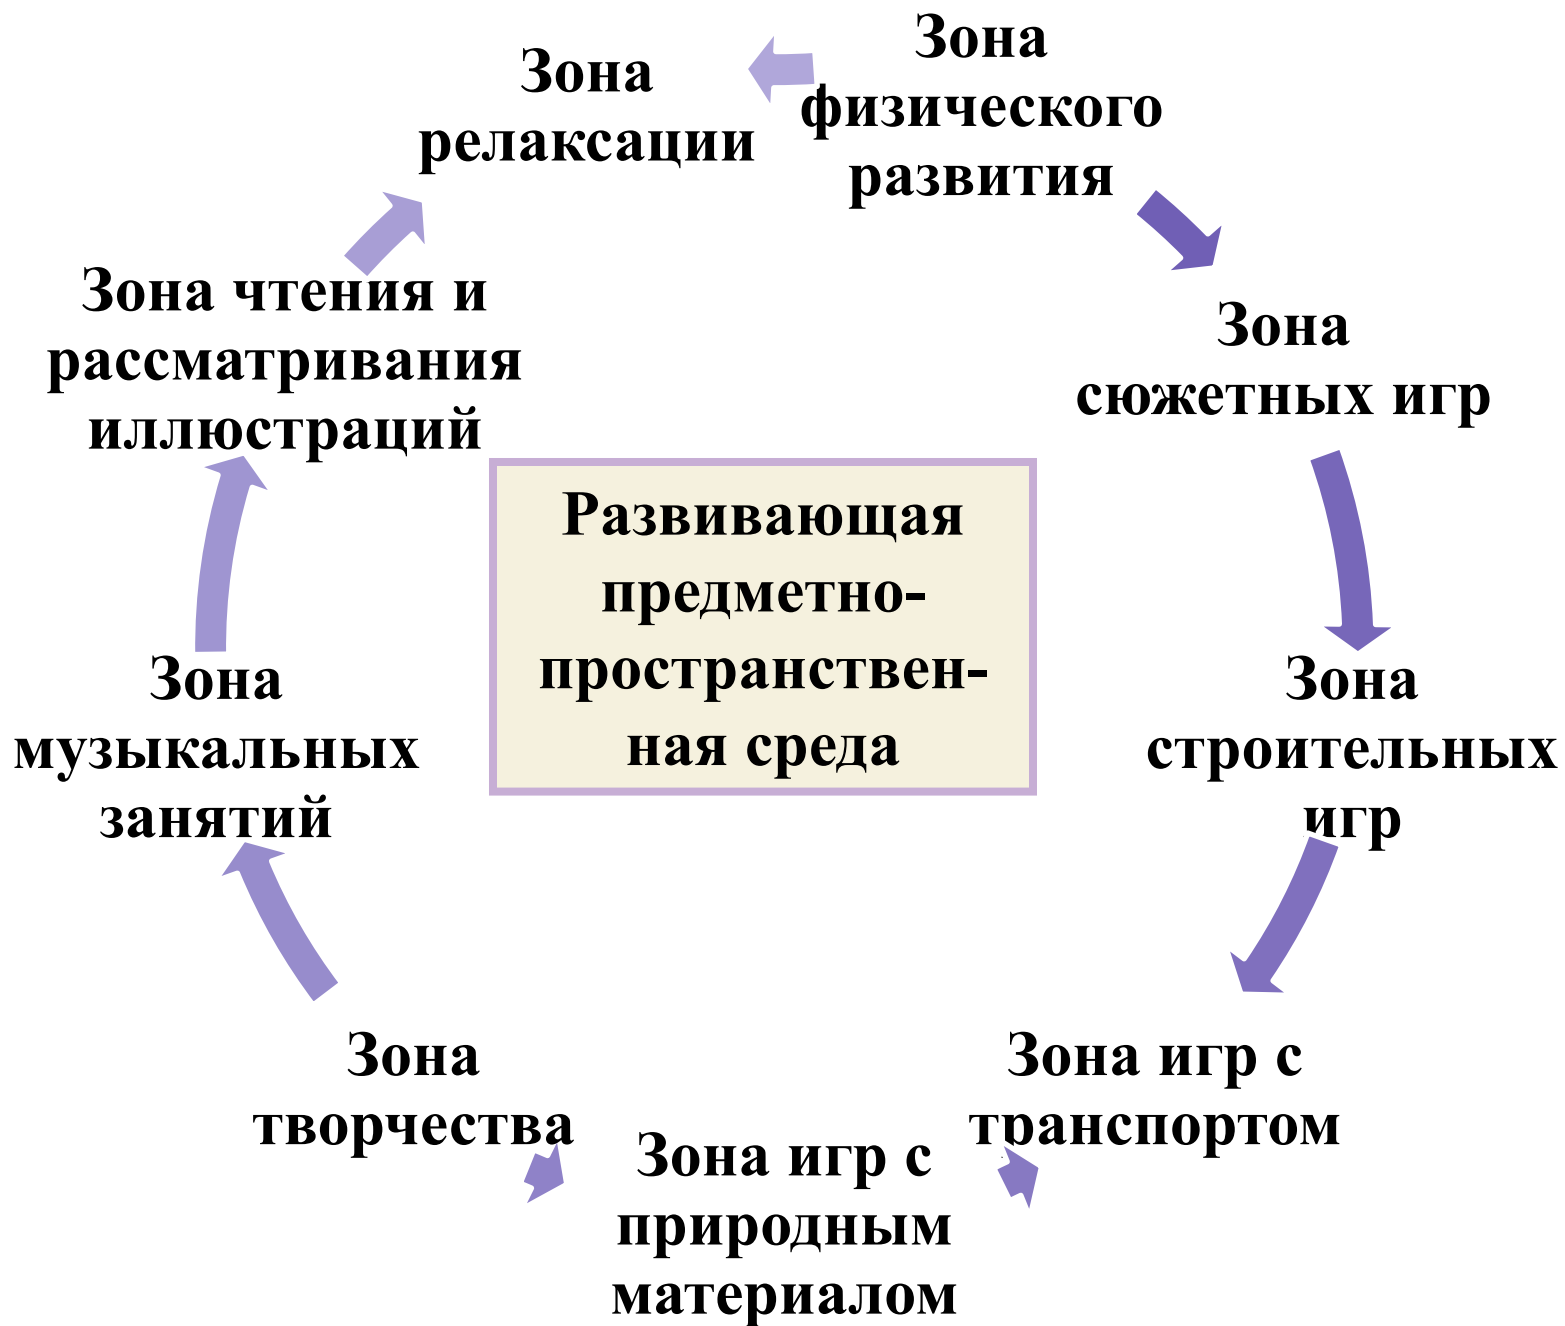 Зона
физического
развития
Зона
сюжетных игр
Зона
строительных
игр
Зона игр с
транспортом
Зона игр с
природным
материалом
Зона
творчества
Зона
музыкальных
занятий
Зона чтения и
рассматривания
иллюстраций
Зона
релаксации
Развивающая
предметно-
пространствен-
ная среда